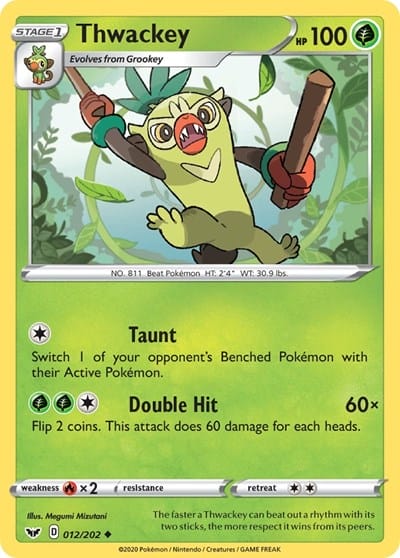 STAGE1
Thwackey
HP 100
Evolves from Grookey
NO. 811 Beat Pokémon HT: 2'4" WT: 30.9 lbs.
Taunt
Switch 1 of your opponent's Benched Pokémon with
their Active Pokémon.
Double Hit 60×
Flip 2 coins. This attack does 60 damage for each heads.
weakness ×2 resistance retreat
Illus. Megumi Mizutani
D 012/202
The faster a Thwackey can beat out a rhythm with its
two sticks, the more respect it wins from its peers.
©2020 Pokémon / Nintendo / Creatures / GAME FREAK